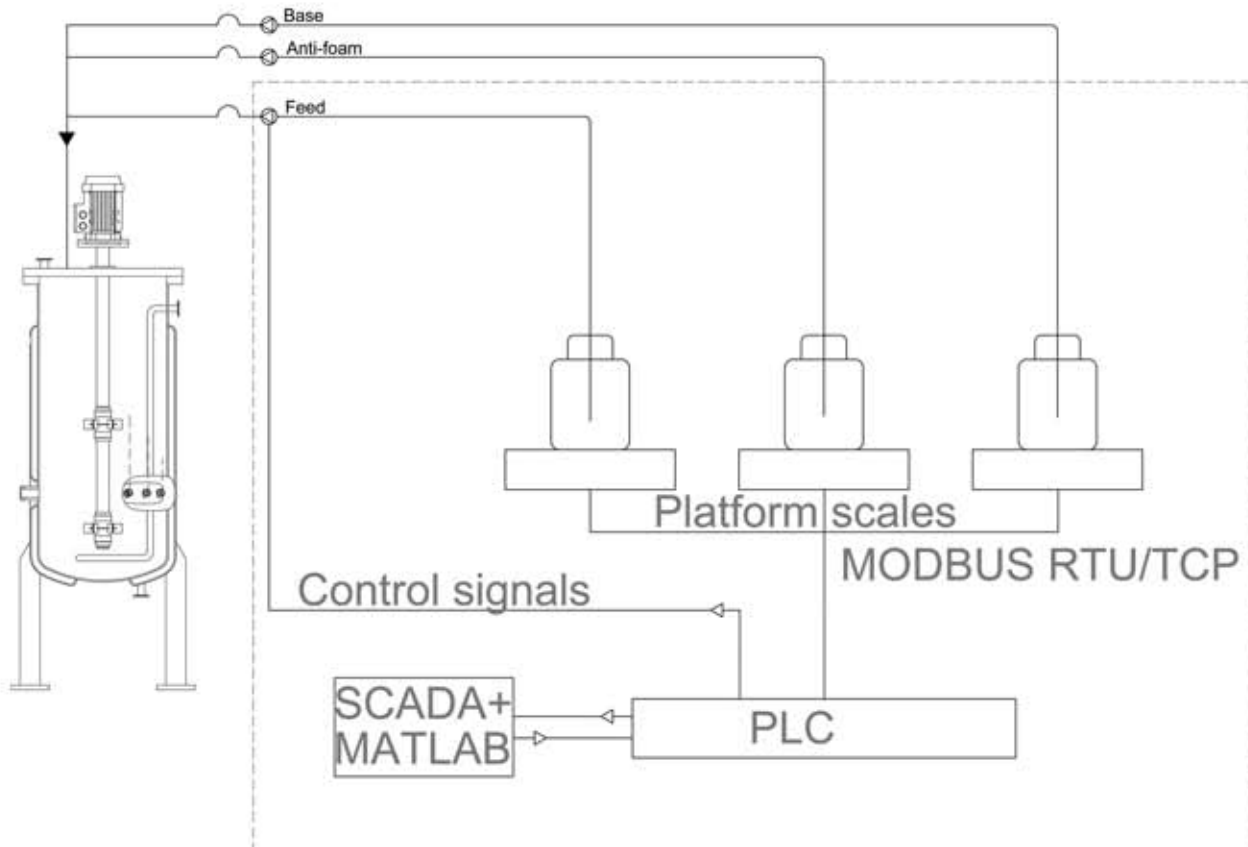 Base
Anti-foam
Feed
Platform scales
MODBUS RTU/TCP
Control signals
SCADA+
MATLAB
PLC